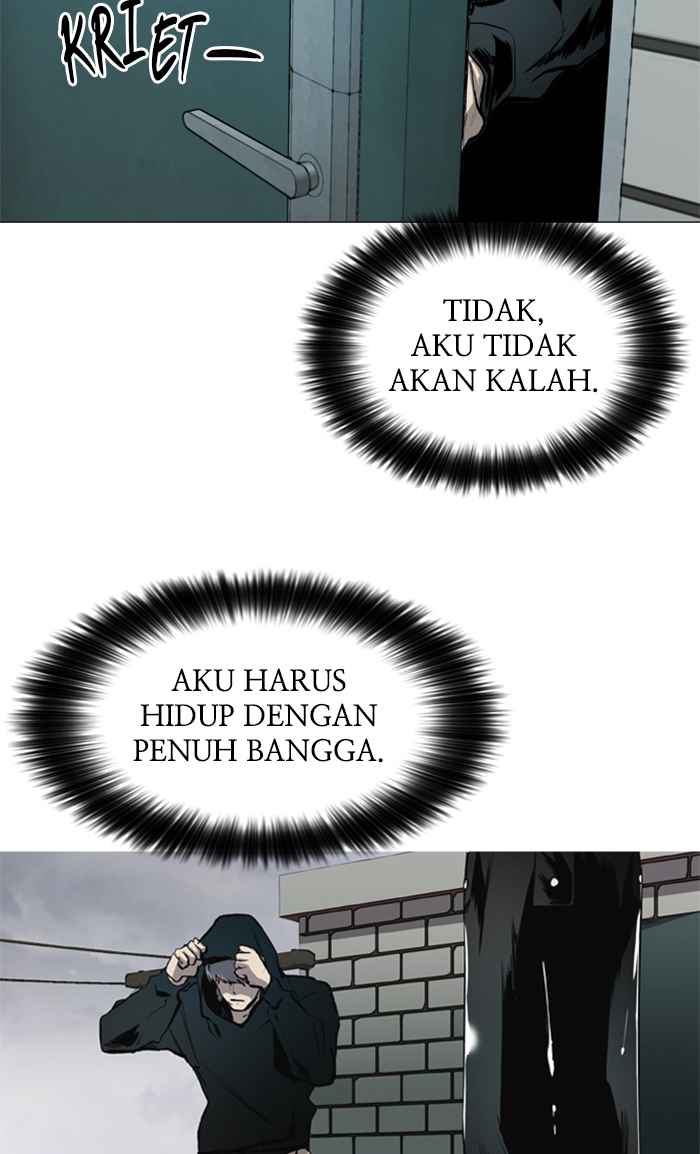 KRIET—
TIDAK,
AKU TIDAK
AKAN KALAH.
AKU HARUS
HIDUP DENGAN
PENUH BANGGA.